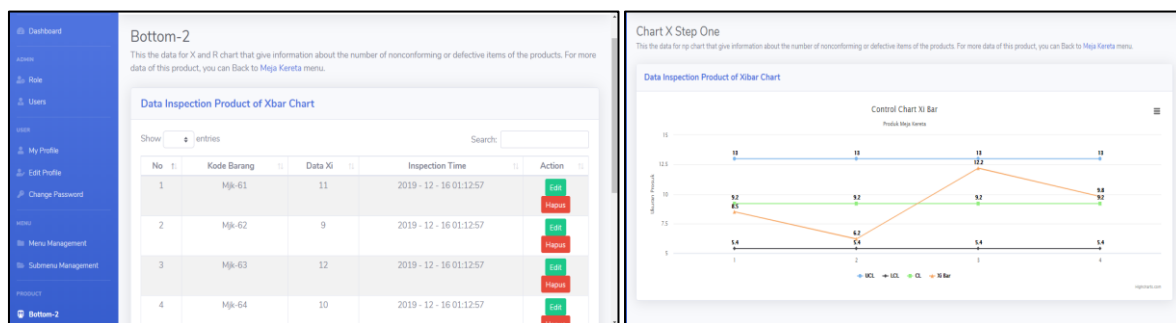 Dashboard
ADMIN
Role
Users
USER
My Profile
Edit Profile
Change Password
MENU
Menu Management
Submenu Management
PRODUCT
Bottom-2
Bottom-2
This the data for X and R chart that give information about the number of nonconforming or defective items of the products. For more
data of this product, you can Back to Meja Kereta menu.
Data Inspection Product of Xbar Chart
Show entries Search:
No Kode Barang Data Xi Inspection Time Action
1 Mjk-61 11 2019 - 12 - 16 01:12:57 Edit
Hapus
2 Mjk-62 9 2019 - 12 - 16 01:12:57 Edit
Hapus
3 Mjk-63 12 2019 - 12 - 16 01:12:57 Edit
Hapus
4 Mjk-64 10 2019 - 12 - 16 01:12:57 Edit
Chart X Step One
This the data for np chart that give information about the number of nonconforming or defective items of the products. For more data of this product, you can Back to Meja Kereta menu.
Data Inspection Product of Xibar Chart
Control Chart Xi Bar
Produk Meja Kereta
15
13 13 13 13
12.5
12.2
10
9.2 9.2 9.2 9.8
8.5 9.2
7.5
6.2
5.4 5.4 5.4 5.4
5
1 2 3 4
UCL LCL CL Xi Bar